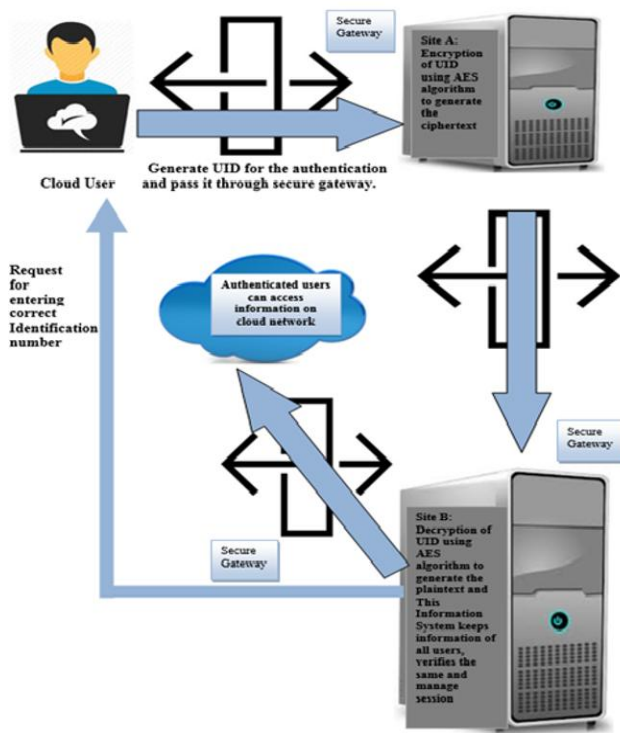 Secure
Gateway
Site A:
Encryption
of UID
using AES
algorithm
to generate
the
ciphertext
Generate UID for the authentication
and pass it through secure gateway.
Cloud User
Request
for
entering
correct
Identification
number
Authenticated users
can access
information on
cloud network
Secure
Gateway
Secure
Gateway
Site B:
Decryption of
UID using
AES
algorithm to
generate the
plaintext and
This
Information
System keeps
information of
all users,
verifies the
same and
manage
session